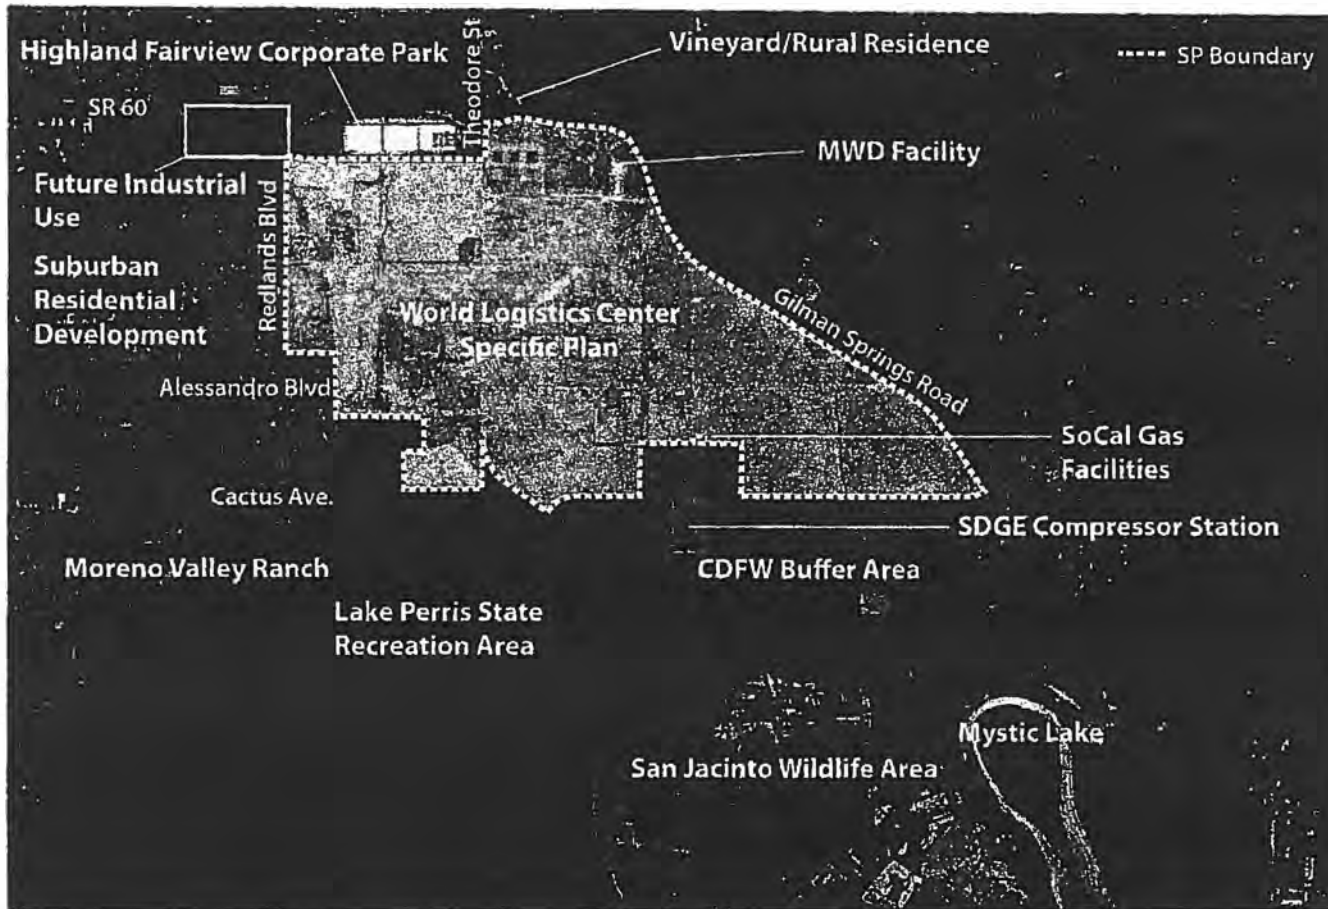 Theodore St
Highland Fairview Corporate Park
Vineyard/Rural Residence
SP Boundary
SR 60
MWD Facility
Future Industrial
Use
Redlands Blvd
Suburban
Residential
Development
World Logistics Center
Specific Plan
Gilman Springs Road
Alessandro Blvd
SoCal Gas
Facilities
Cactus Ave.
SDGE Compressor Station
Moreno Valley Ranch
CDFW Buffer Area
Lake Perris State
Recreation Area
Mystic Lake
San Jacinto Wildlife Area